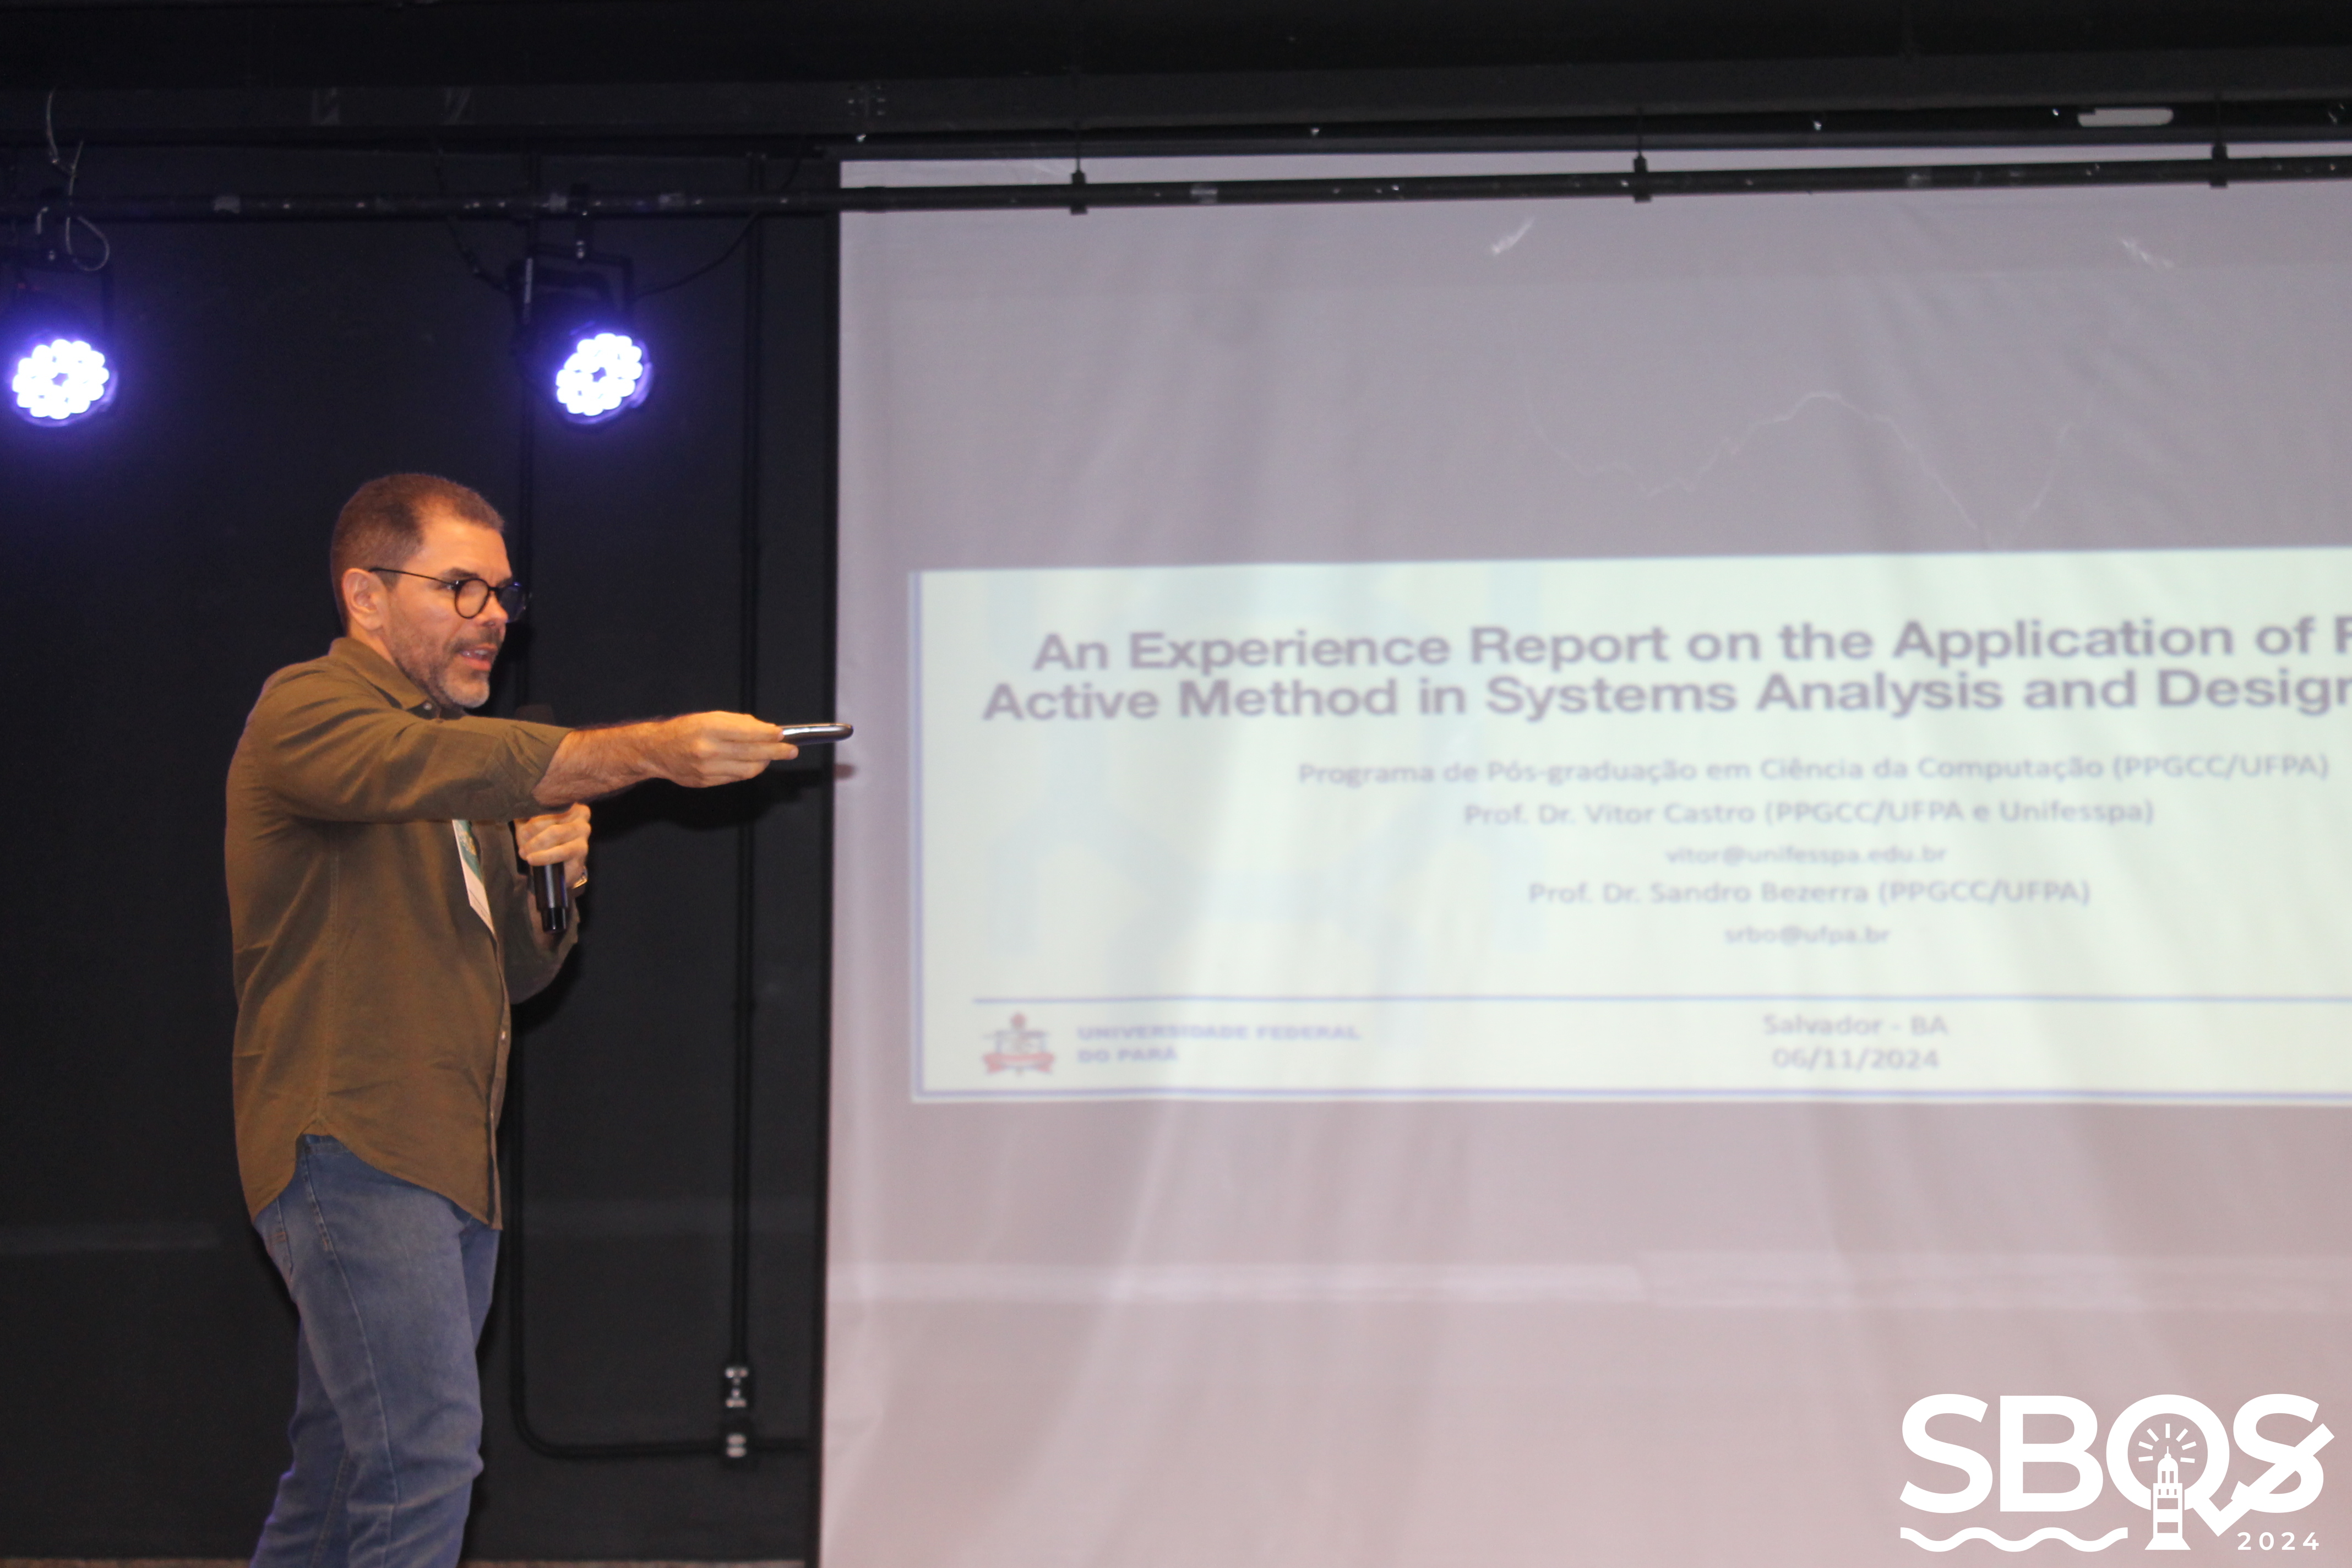 An Experience Report on the Application of
Active Method in Systems Analysis and Design
Programa de Pós-graduação em Ciência da Computação (PPGCC/UFPA)
Prof. Dr. Vitor Castro (PPGCC/UFPA e Unifesspa)
vitor@unifesspa.edu.br
Prof. Dr. Sandro Bezerra (PPGCC/UFPA)
srbo@ufpa.br
UNIVERSIDADE FEDERAL
DO PARÁ
Salvador - BA
06/11/2024
SBQS
2024